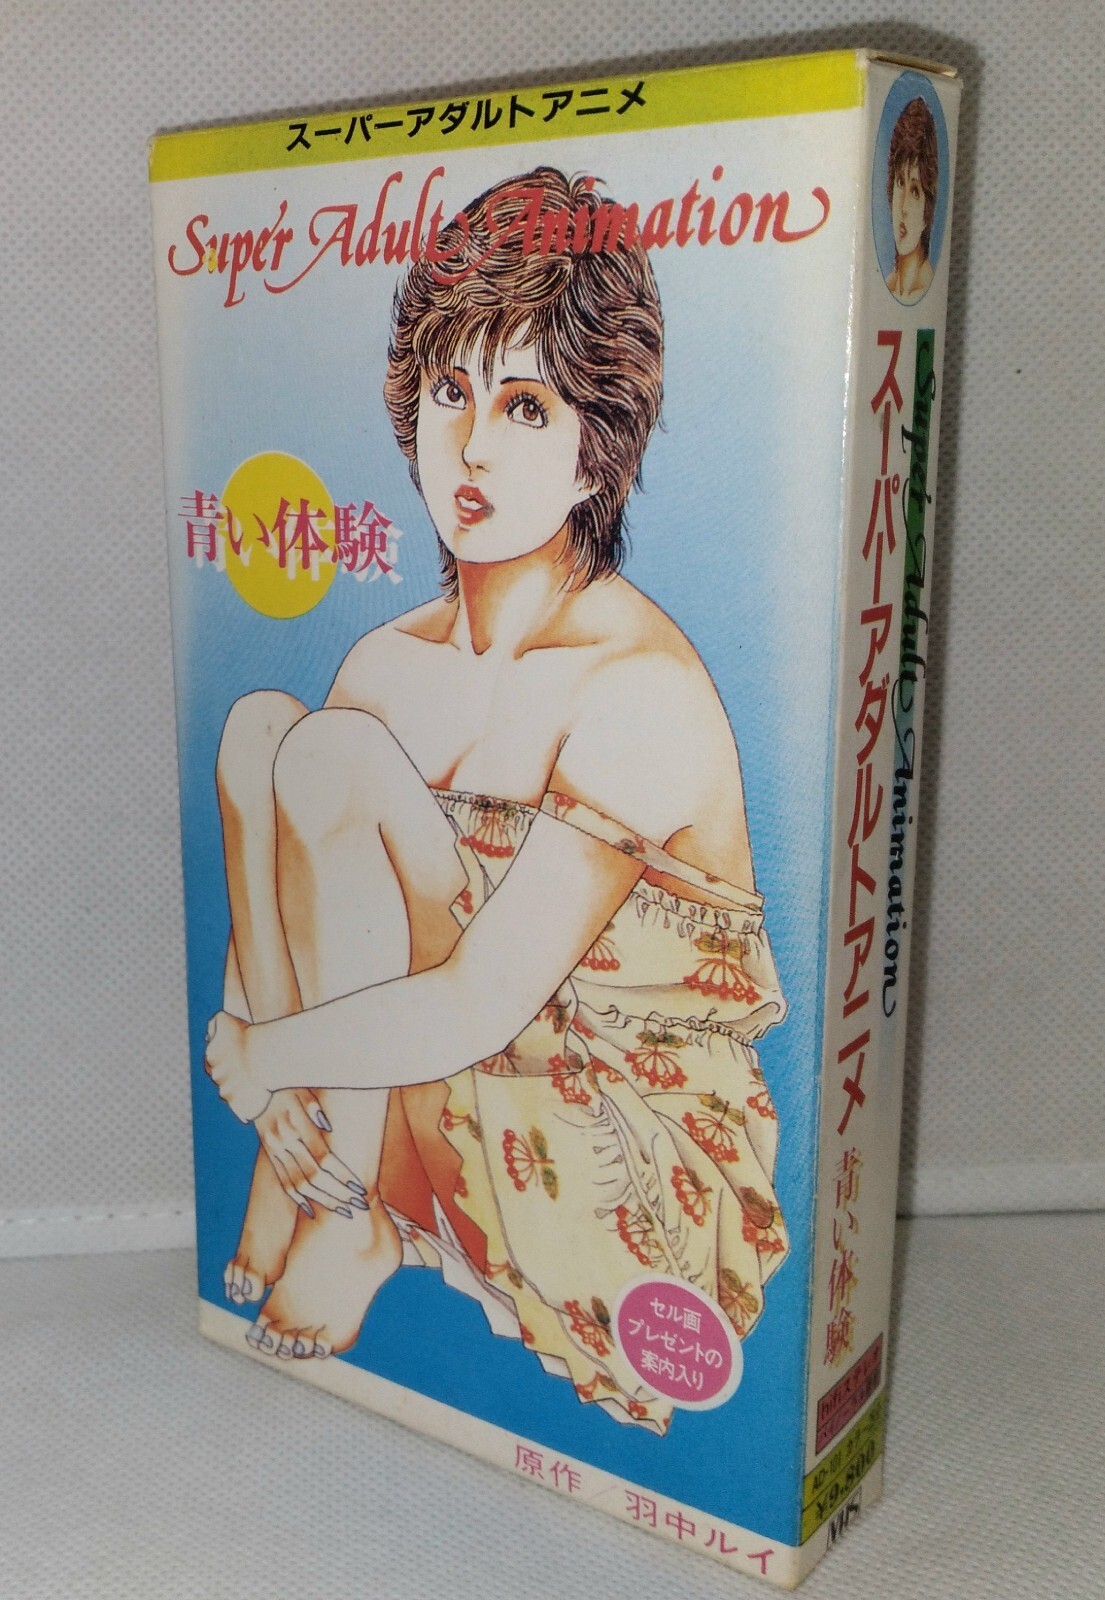 スーパーアダルトアニメ
Super Adult Animation
青い体験
セル画
プレゼントの
案内入り
原作／羽中ルイ
Super Adult Animation
スーパーアダルトアニメ
青い体験
AD-101
¥9,800
VHS